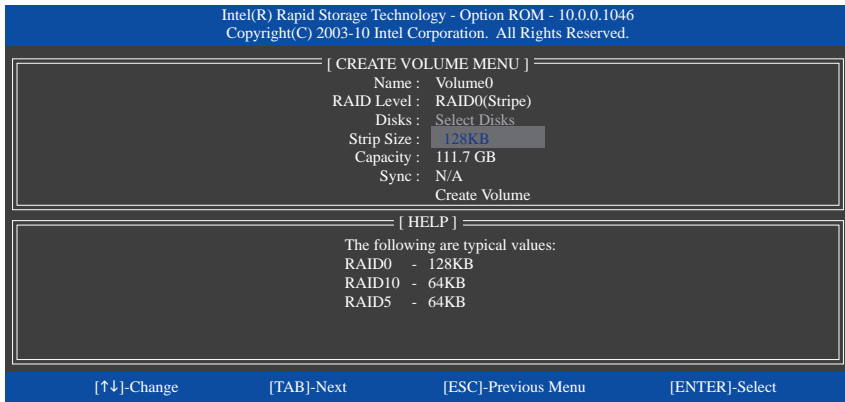 Intel(R) Rapid Storage Technology - Option ROM - 10.0.0.1046
Copyright(C) 2003-10 Intel Corporation. All Rights Reserved.
[ CREATE VOLUME MENU ]
Name : Volume0
RAID Level : RAID0(Stripe)
Disks : Select Disks
Strip Size : 128KB
Capacity : 111.7 GB
Sync : N/A
Create Volume
[ HELP ]
The following are typical values:
RAID0 - 128KB
RAID10 - 64KB
RAID5 - 64KB
[↑↓]-Change [TAB]-Next [ESC]-Previous Menu [ENTER]-Select